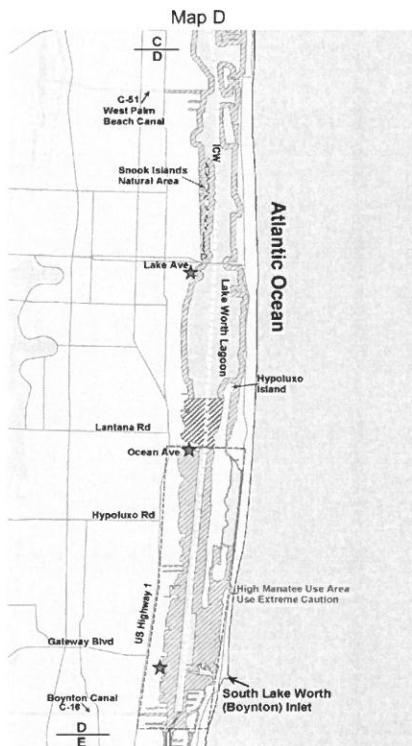 Map D
C
D
C-51
West Palm
Beach Canal
ICW
Snook Islands
Natural Area
Atlantic Ocean
Lake Ave
Lake Worth Lagoon
Hypoluxo
Island
Lantana Rd
Ocean Ave
Hypoluxo Rd
US Highway 1
High Manatee Use Area
Use Extreme Caution
Gateway Blvd
South Lake Worth
(Boynton) Inlet
Boynton Canal
C-16
D
E